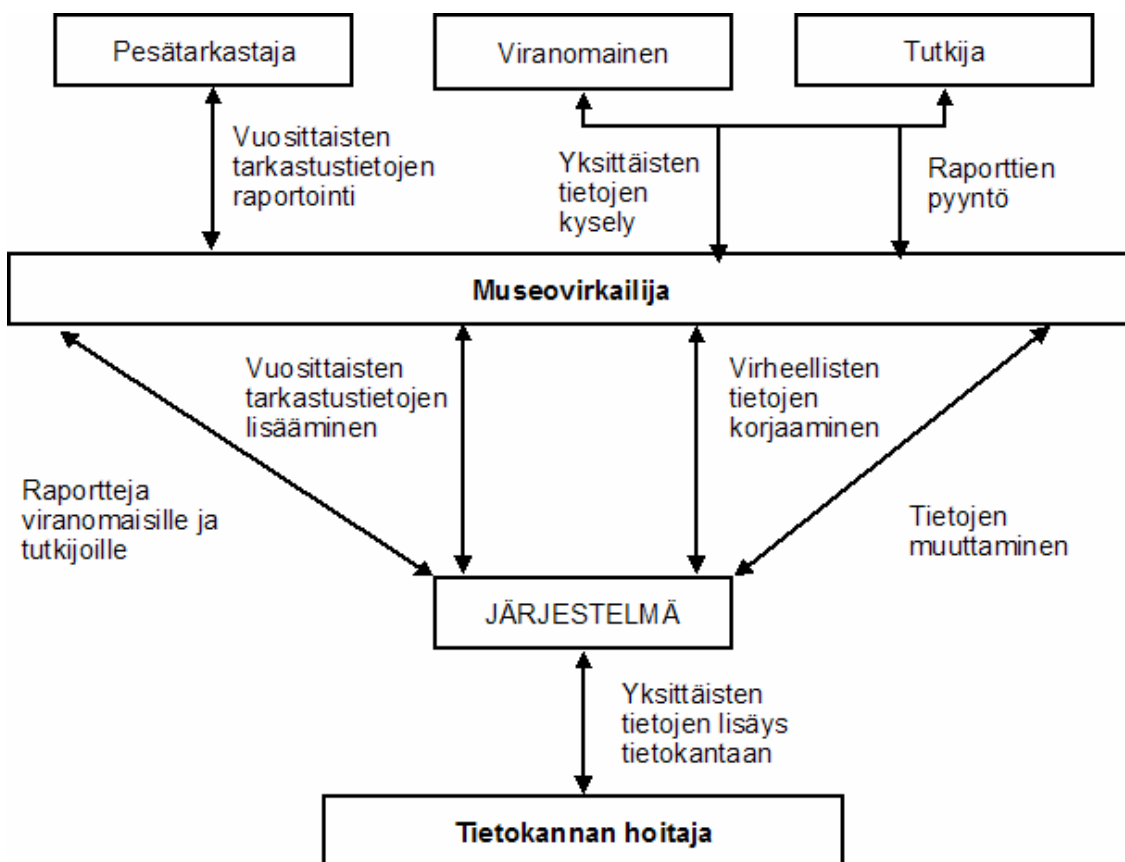 Pesätarkastaja
Viranomainen
Tutkija
Vuosittaisten
tarkastustietojen
raportointi
Yksittäisten
tietojen
kysely
Raporttien
pyyntö
Museovirkailija
Vuosittaisten
tarkastustietojen
lisääminen
Virheellisten
tietojen
korjaaminen
Raportteja
viranomaisille ja
tutkijoille
Tietojen
muuttaminen
JÄRJESTELMÄ
Yksittäisten
tietojen lisäys
tietokantaan
Tietokannan hoitaja